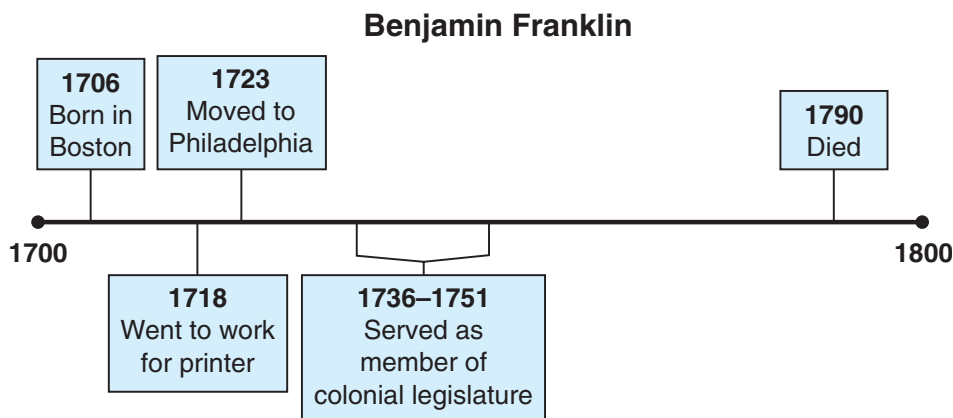 Benjamin Franklin
1706
Born in
Boston
1723
Moved to
Philadelphia
1790
Died
1700
1800
1718
Went to work
for printer
1736–1751
Served as
member of
colonial legislature